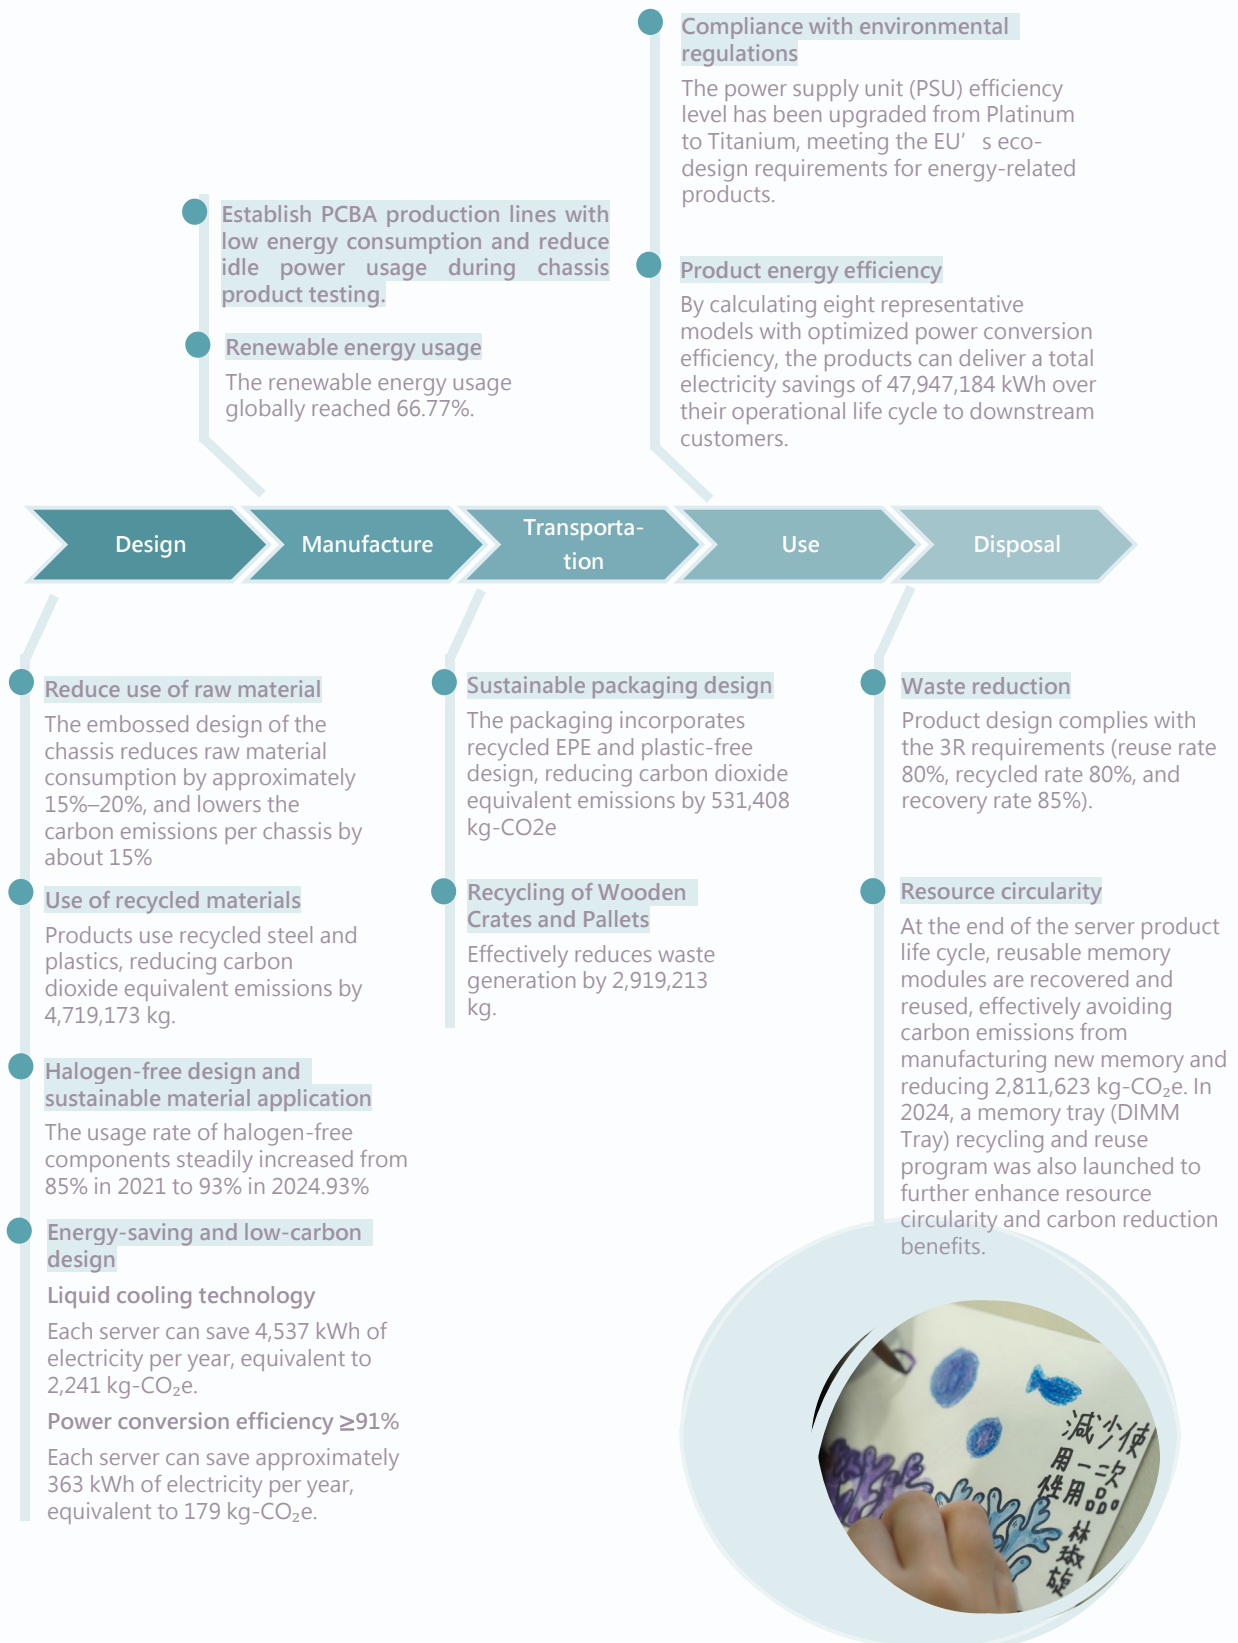 Compliance with environmental
regulations
The power supply unit (PSU) efficiency
level has been upgraded from Platinum
to Titanium, meeting the EU’ s eco-
design requirements for energy-related
products.
Establish PCBA production lines with
low energy consumption and reduce
idle power usage during chassis
product testing.
Product energy efficiency
By calculating eight representative
models with optimized power conversion
efficiency, the products can deliver a total
electricity savings of 47,947,184 kWh over
their operational life cycle to downstream
customers.
Renewable energy usage
The renewable energy usage
globally reached 66.77%.
Design
Manufacture
Transporta-
tion
Use
Disposal
Reduce use of raw material
The embossed design of the
chassis reduces raw material
consumption by approximately
15%–20%, and lowers the
carbon emissions per chassis by
about 15%
Use of recycled materials
Products use recycled steel and
plastics, reducing carbon
dioxide equivalent emissions by
4,719,173 kg.
Halogen-free design and
sustainable material application
The usage rate of halogen-free
components steadily increased from
85% in 2021 to 93% in 2024.93%
Energy-saving and low-carbon
design
Liquid cooling technology
Each server can save 4,537 kWh of
electricity per year, equivalent to
2,241 kg-CO₂e.
Power conversion efficiency ≥91%
Each server can save approximately
363 kWh of electricity per year,
equivalent to 179 kg-CO₂e.
Sustainable packaging design
The packaging incorporates
recycled EPE and plastic-free
design, reducing carbon dioxide
equivalent emissions by 531,408
kg-CO2e
Recycling of Wooden
Crates and Pallets
Effectively reduces waste
generation by 2,919,213
kg.
Waste reduction
Product design complies with
the 3R requirements (reuse rate
80%, recycled rate 80%, and
recovery rate 85%).
Resource circularity
At the end of the server product
life cycle, reusable memory
modules are recovered and
reused, effectively avoiding
carbon emissions from
manufacturing new memory and
reducing 2,811,623 kg-CO₂e. In
2024, a memory tray (DIMM
Tray) recycling and reuse
program was also launched to
further enhance resource
circularity and carbon reduction
benefits.
減少使
用一次
性用品
林
椒